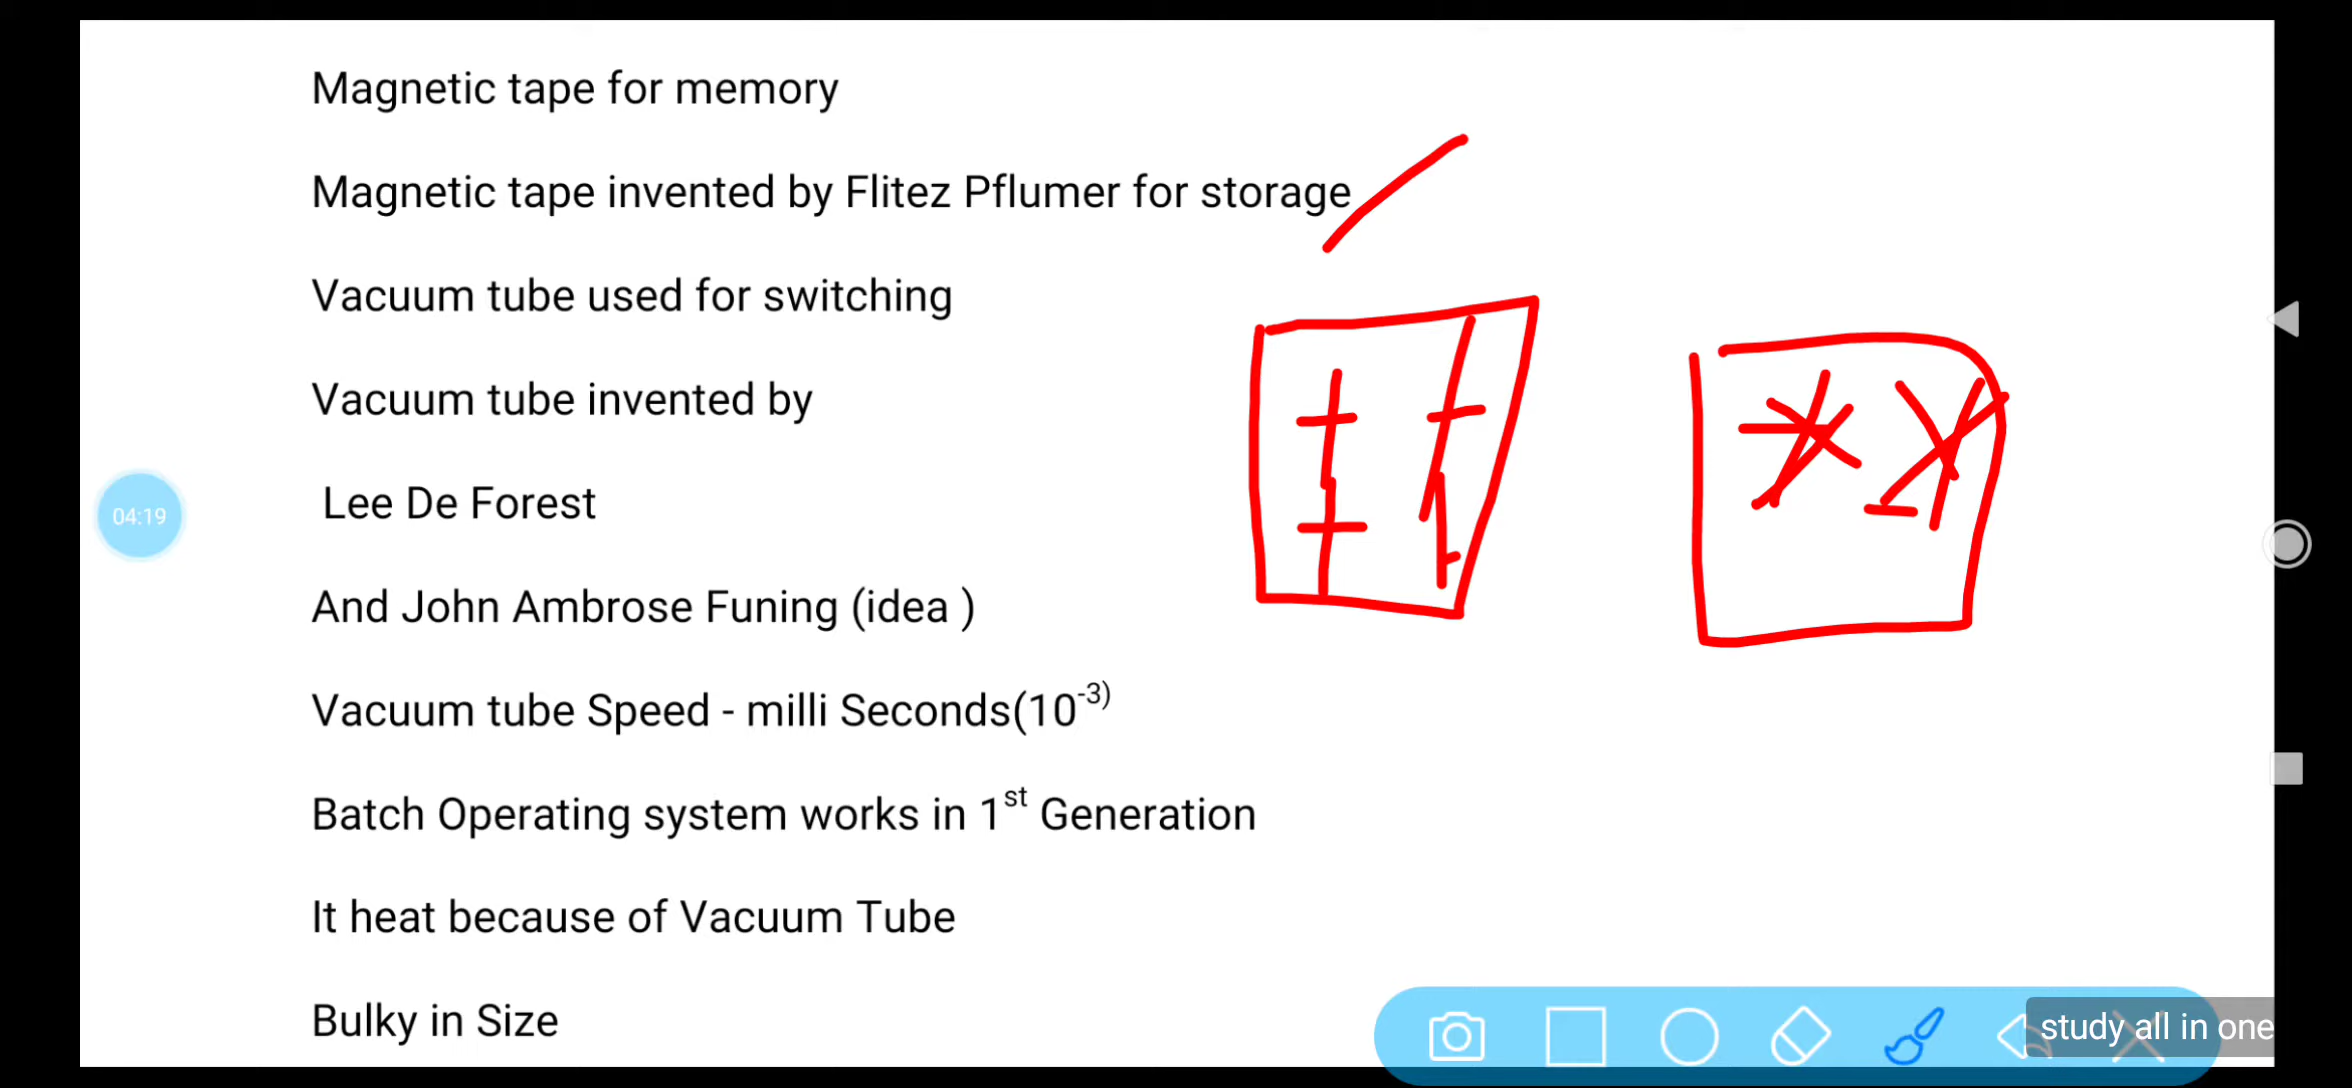 Magnetic tape for memory
Magnetic tape invented by Flitez Pflumer for storage
Vacuum tube used for switching
Vacuum tube invented by
Lee De Forest
04:19
And John Ambrose Funing (idea )
Vacuum tube Speed - milli Seconds(10⁻³⁾
Batch Operating system works in 1ˢᵗ Generation
It heat because of Vacuum Tube
Bulky in Size
study all in one